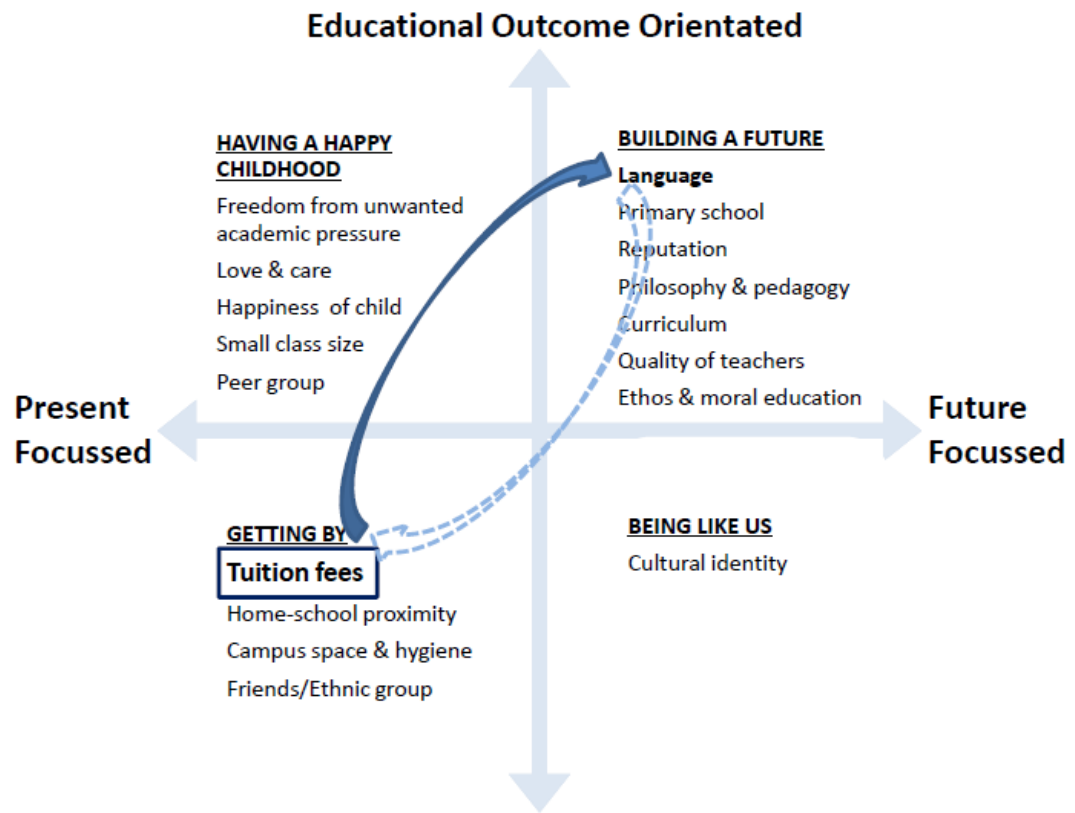 Educational Outcome Orientated
HAVING A HAPPY
CHILDHOOD
Freedom from unwanted
academic pressure
Love & care
Happiness of child
Small class size
Peer group
BUILDING A FUTURE
Language
Primary school
Reputation
Philosophy & pedagogy
Curriculum
Quality of teachers
Ethos & moral education
Present
Focussed
Future
Focussed
GETTING BY
Tuition fees
Home-school proximity
Campus space & hygiene
Friends/Ethnic group
BEING LIKE US
Cultural identity